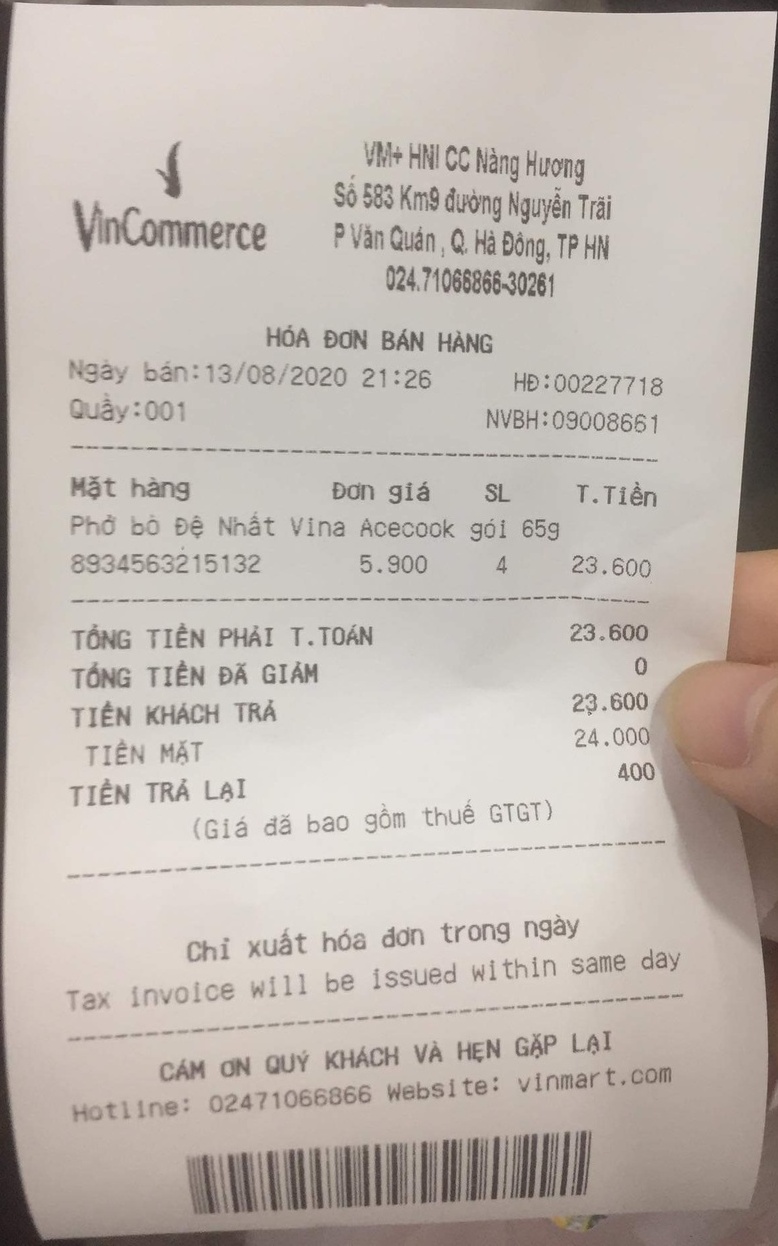 VinCommerce
VM+ HNI CC Nàng Hương
Số 583 Km9 đường Nguyễn Trãi
P Văn Quán , Q. Hà Đông, TP HN
024.71066866-30261
HÓA ĐƠN BÁN HÀNG
Ngày bán:13/08/2020 21:26 HĐ:00227718
Quầy:001 NVBH:09008661
Mặt hàng Đơn giá SL T.Tiền
Phở bò Đệ Nhất Vina Acecook gói 65g
8934563215132 5.900 4 23.600
TỔNG TIỀN PHẢI T.TOÁN 23.600
TỔNG TIỀN ĐÃ GIẢM 0
TIỀN KHÁCH TRẢ 23.600
TIỀN MẶT 24.000
TIỀN TRẢ LẠI 400
(Giá đã bao gồm thuế GTGT)
Chỉ xuất hóa đơn trong ngày
Tax invoice will be issued within same day
CÁM ƠN QUÝ KHÁCH VÀ HẸN GẶP LẠI
Hotline: 02471066866 Website: vinmart.com